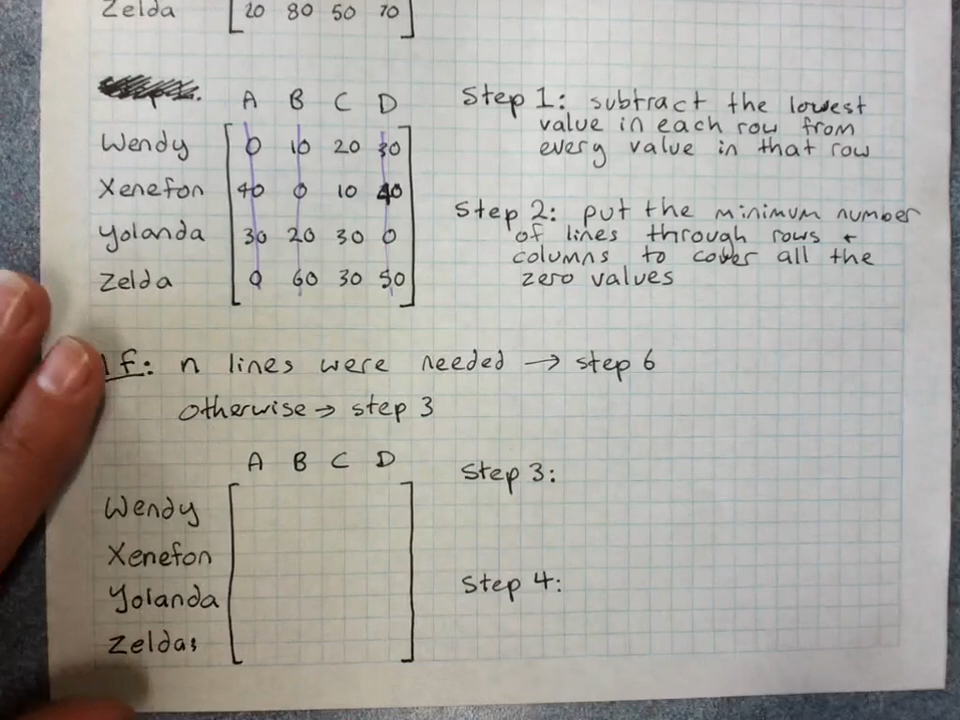 Zelda 20 80 50 70
A B C D
Wendy 0 10 20 30
Xenefon 40 0 10 40
Yolanda 30 20 30 0
Zelda 0 60 30 50
Step 1: subtract the lowest
value in each row from
every value in that row
Step 2: put the minimum number
of lines through rows +
columns to cover all the
zero values
If: n lines were needed → step 6
otherwise → step 3
A B C D
Wendy
Xenefon
Yolanda
Zeldas
Step 3:
Step 4: